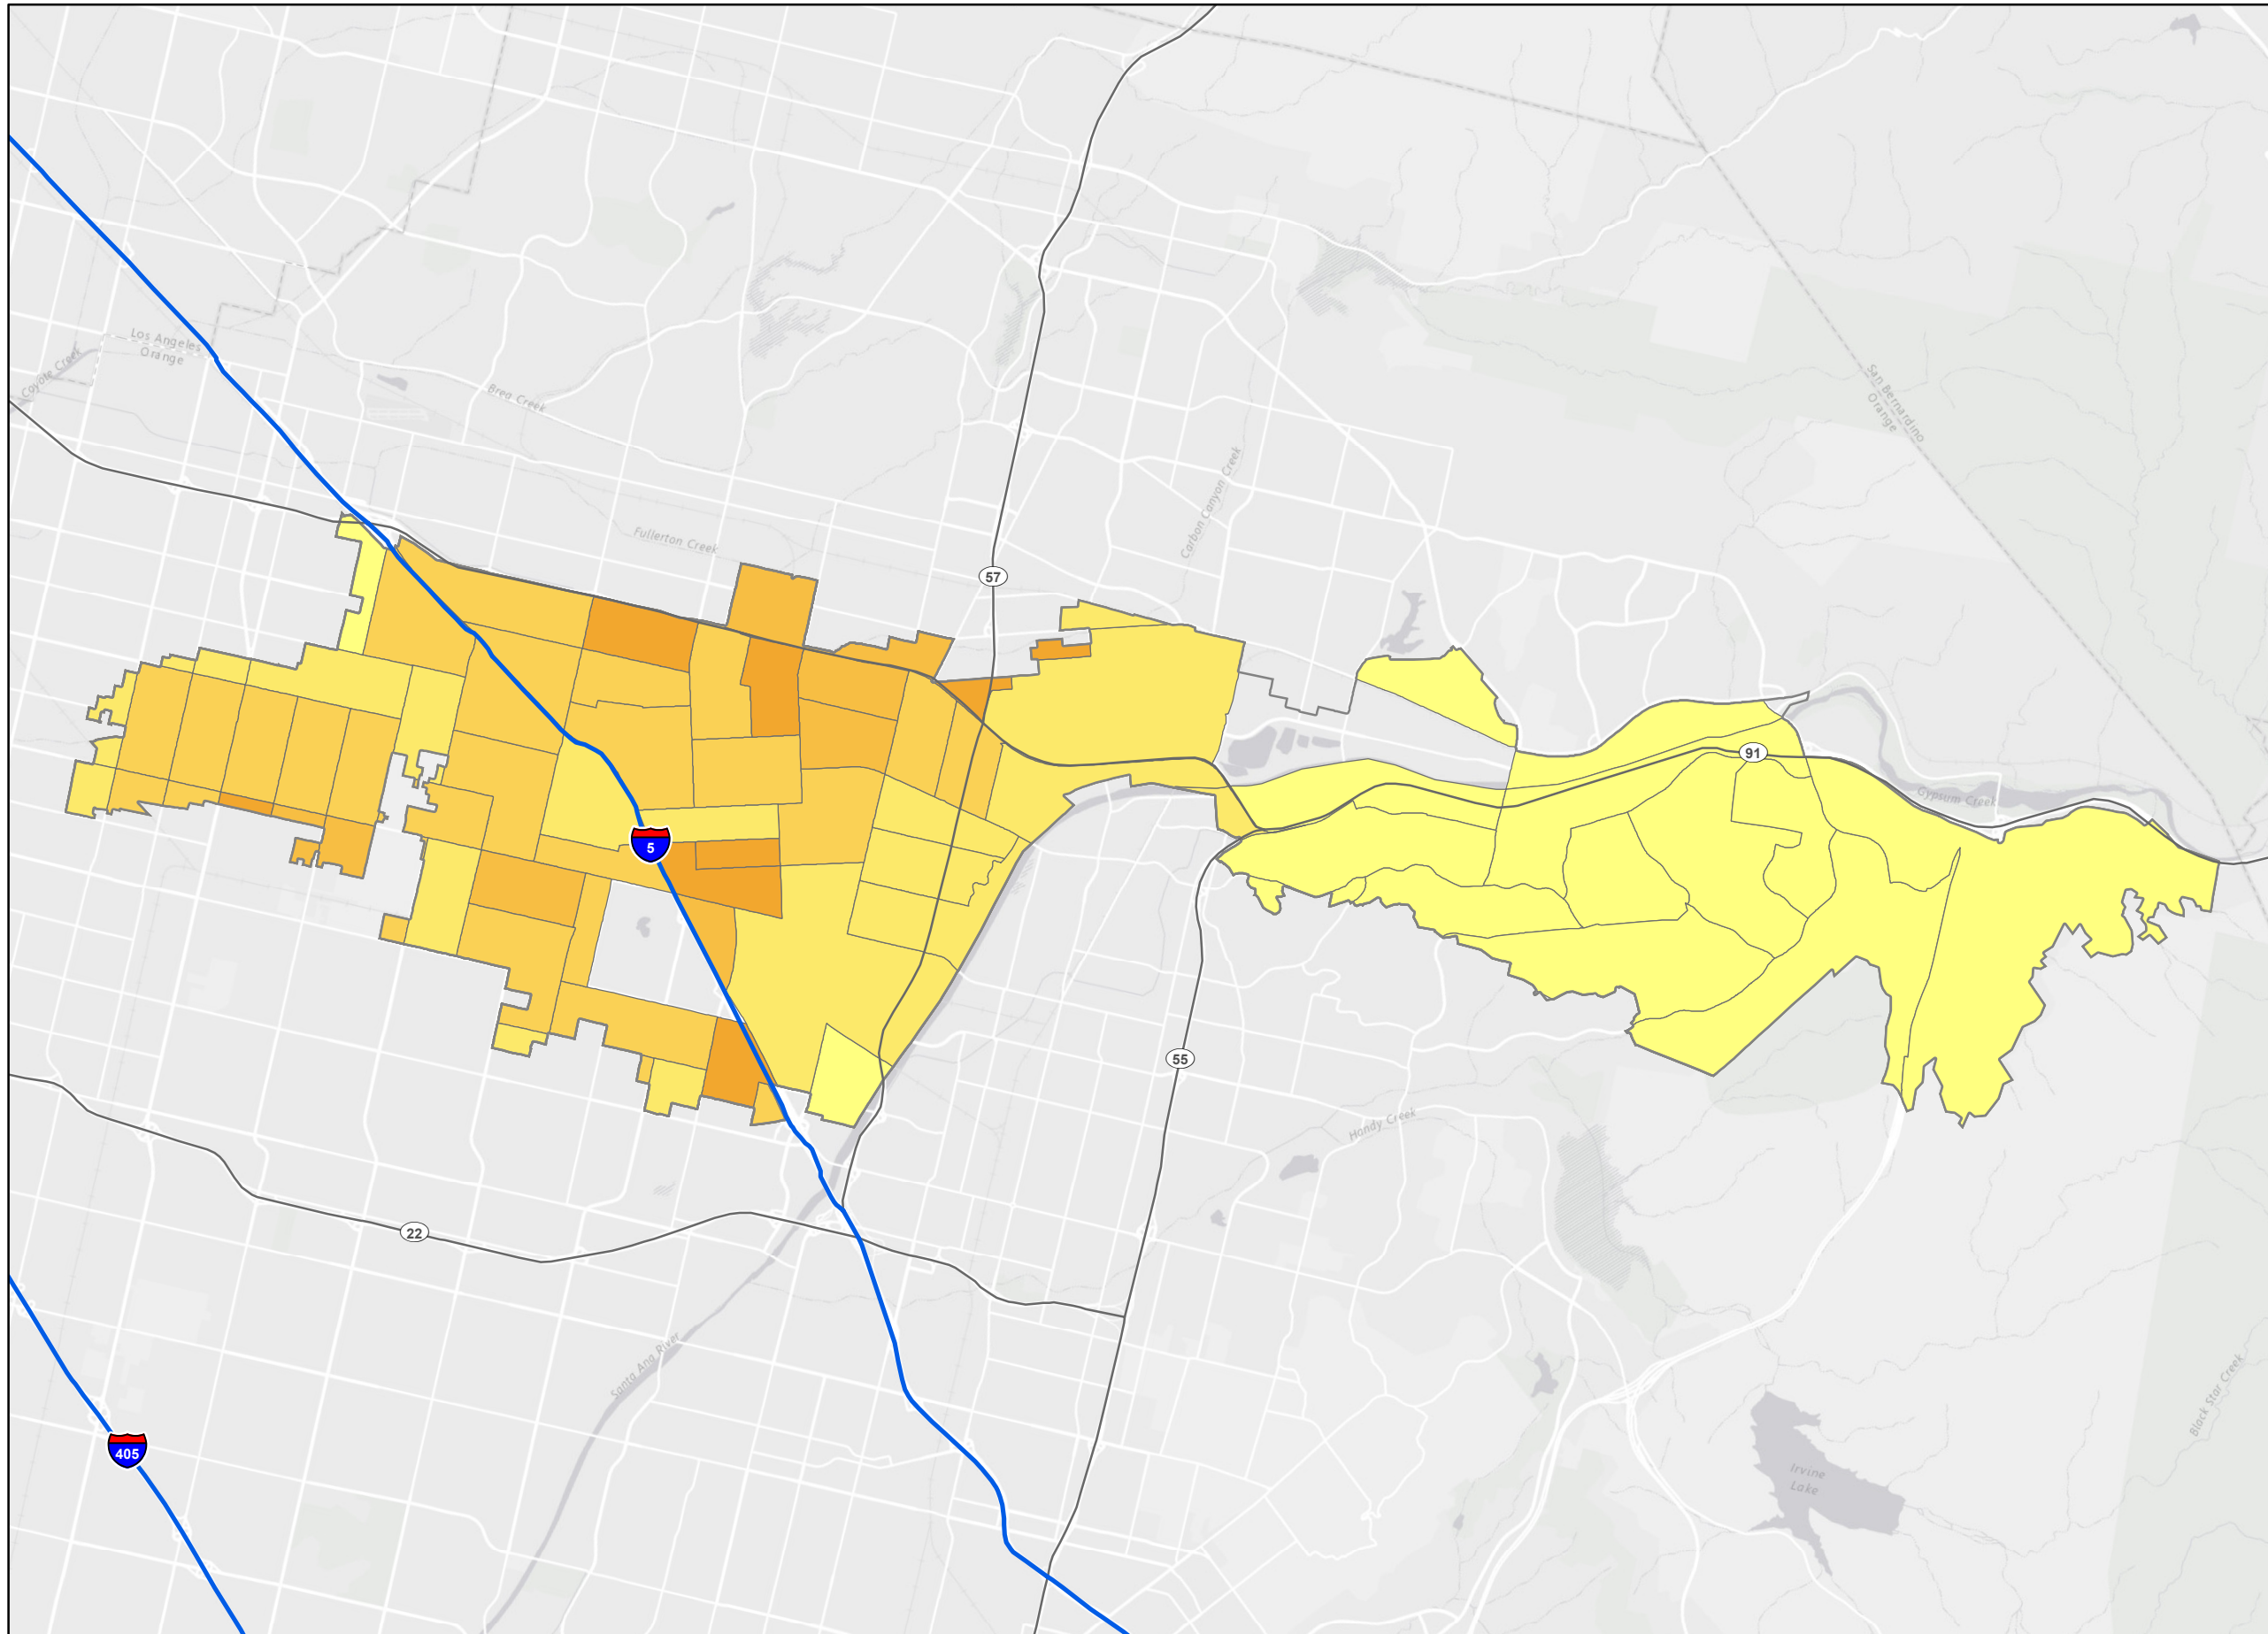 Los Angeles
Orange
Coyote Creek
Brea Creek
San Bernardino
Orange
Carbon Canyon Creek
Fullerton Creek
57
91
Gypsum Creek
5
55
Handy Creek
22
Santa Ana River
Black Star Creek
405
Irvine
Lake